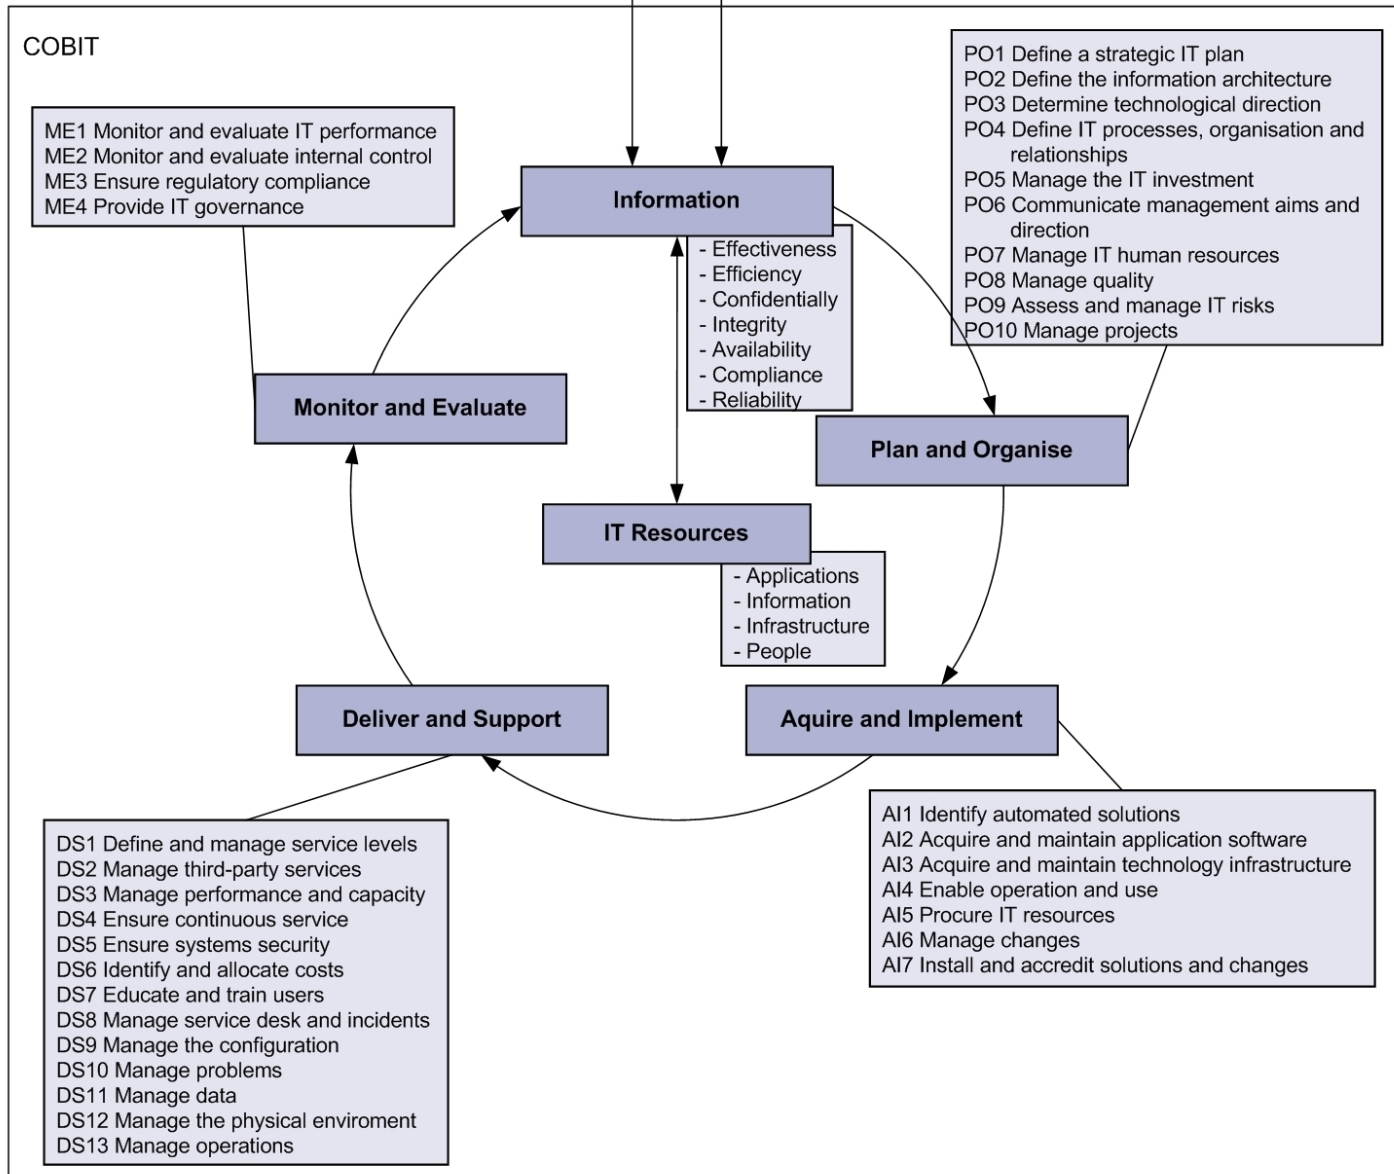 COBIT
ME1 Monitor and evaluate IT performance
ME2 Monitor and evaluate internal control
ME3 Ensure regulatory compliance
ME4 Provide IT governance
PO1 Define a strategic IT plan
PO2 Define the information architecture
PO3 Determine technological direction
PO4 Define IT processes, organisation and
relationships
PO5 Manage the IT investment
PO6 Communicate management aims and
direction
PO7 Manage IT human resources
PO8 Manage quality
PO9 Assess and manage IT risks
PO10 Manage projects
Information
- Effectiveness
- Efficiency
- Confidentially
- Integrity
- Availability
- Compliance
- Reliability
Monitor and Evaluate
Plan and Organise
IT Resources
- Applications
- Information
- Infrastructure
- People
Deliver and Support
Aquire and Implement
DS1 Define and manage service levels
DS2 Manage third-party services
DS3 Manage performance and capacity
DS4 Ensure continuous service
DS5 Ensure systems security
DS6 Identify and allocate costs
DS7 Educate and train users
DS8 Manage service desk and incidents
DS9 Manage the configuration
DS10 Manage problems
DS11 Manage data
DS12 Manage the physical enviroment
DS13 Manage operations
AI1 Identify automated solutions
AI2 Acquire and maintain application software
AI3 Acquire and maintain technology infrastructure
AI4 Enable operation and use
AI5 Procure IT resources
AI6 Manage changes
AI7 Install and accredit solutions and changes